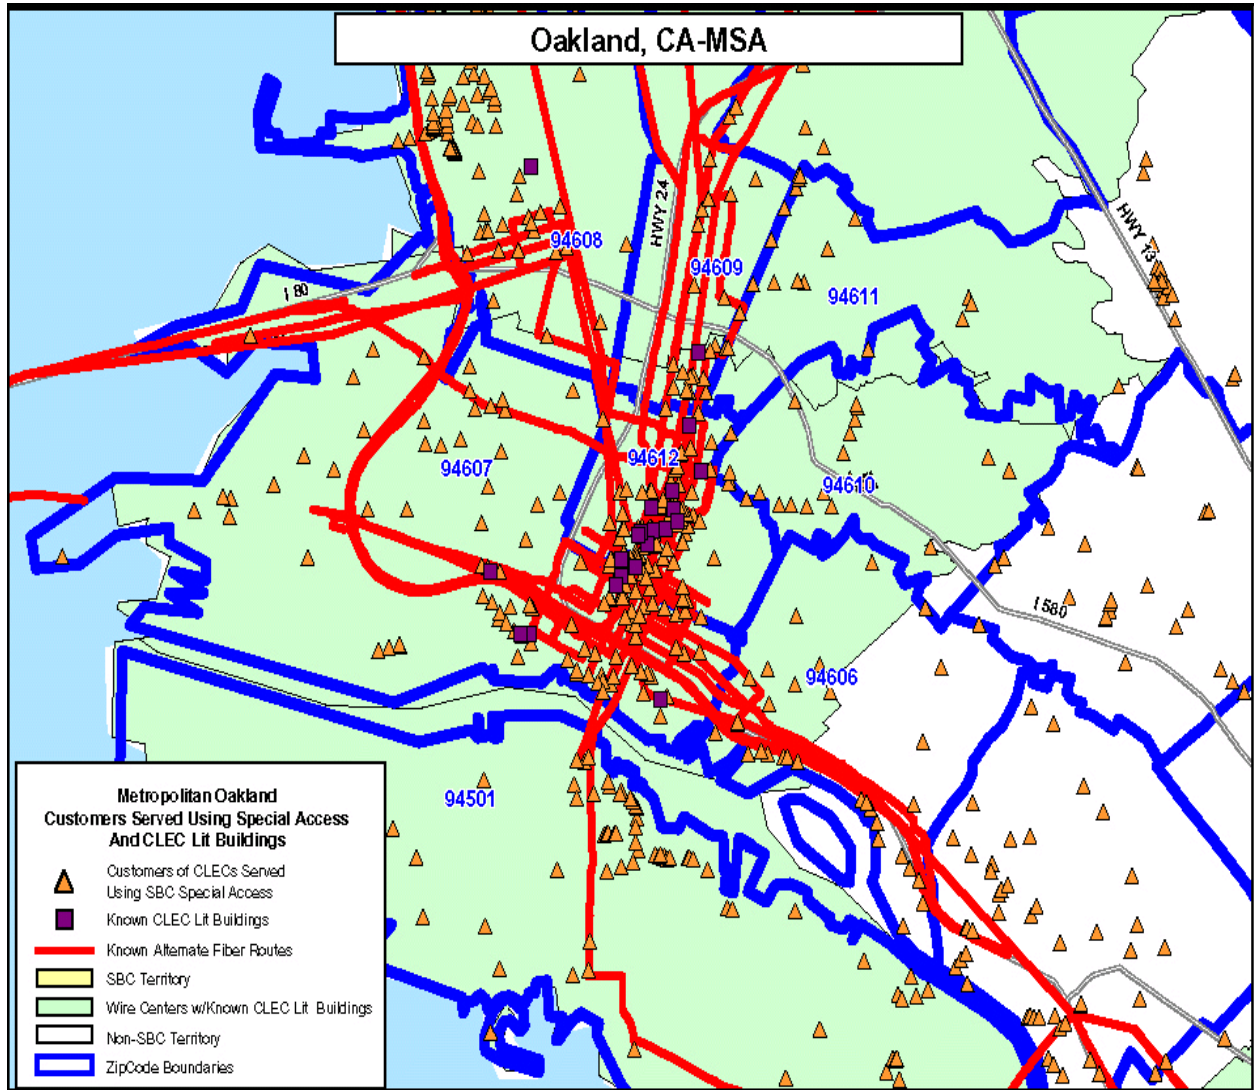 Oakland, CA-MSA
HWY 24
HWY 13
94608
94609
I 80
94611
94612
94607
94610
I 580
94606
94501
Metropolitan Oakland
Customers Served Using Special Access
And CLEC Lit Buildings
Customers of CLECs Served
Using SBC Special Access
Known CLEC Lit Buildings
Known Alternate Fiber Routes
SBC Territory
Wire Centers w/Known CLEC Lit Buildings
Non-SBC Territory
ZipCode Boundaries